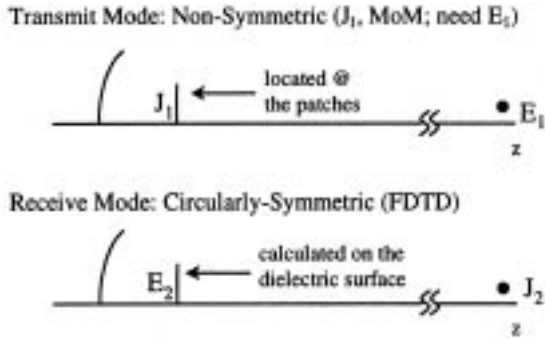 Transmit Mode: Non-Symmetric (J₁, MoM; need E₁)
located @
the patches
J₁
E₁
z
Receive Mode: Circularly-Symmetric (FDTD)
calculated on the
dielectric surface
E₂
J₂
z